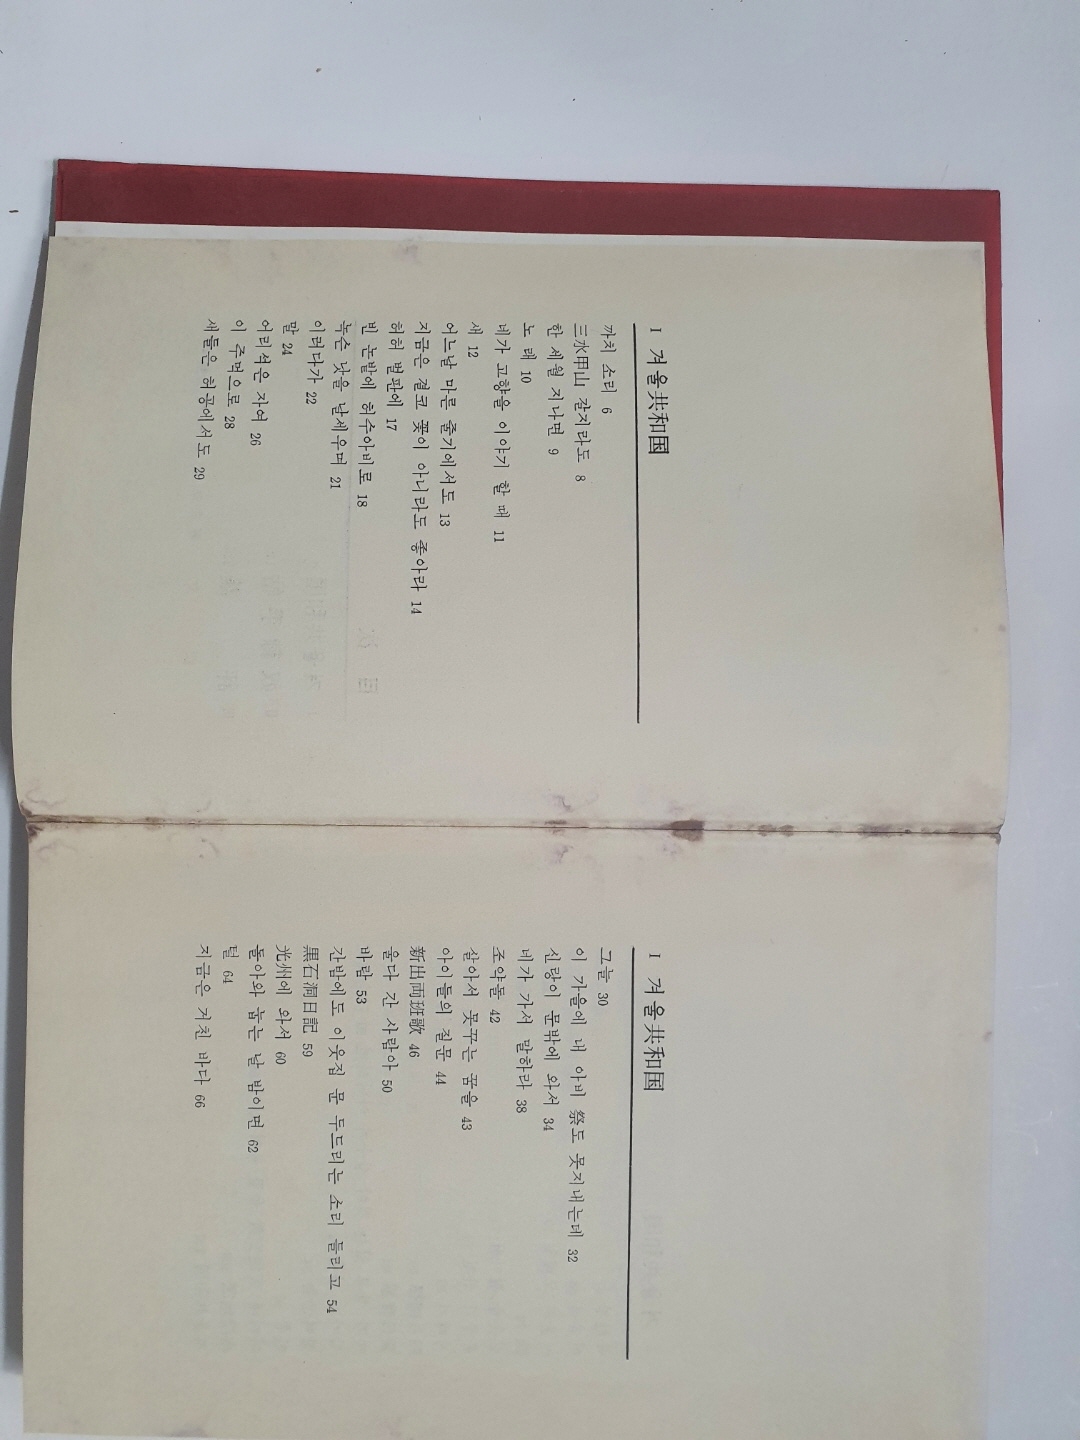 I 겨울共和国
까치 소리 6
三水甲山 갈지라도 8
한 세월 지나면 9
노래 10
네가 고향을 이야기 할 때 11
새 12
어느날 마른 줄기에서도 13
지금은 결코 꽃이 아니라도 좋아라 14
허허 벌판에 17
빈 논밭에 허수아비로 18
녹슨 낫을 날세우며 21
이러다가 22
말 24
어리석은 자여 26
이 주먹으로 28
새들은 허공에서도 29
I 겨울共和国
그늘 30
이 가을에 내 아비 祭도 못지내는데 32
신랑이 문밖에 와서 34
네가 가서 말하라 38
조약돌 42
살아서 못꾸는 꿈을 43
아이들의 질문 44
新出両班歌 46
울다 간 사람아 50
바람 53
간밤에도 이웃집 문 두드리는 소리 들리고 54
黒石洞日記 59
光州에 와서 60
돌아와 눕는 날 밤이면 62
털 64
지금은 거친 바다 66